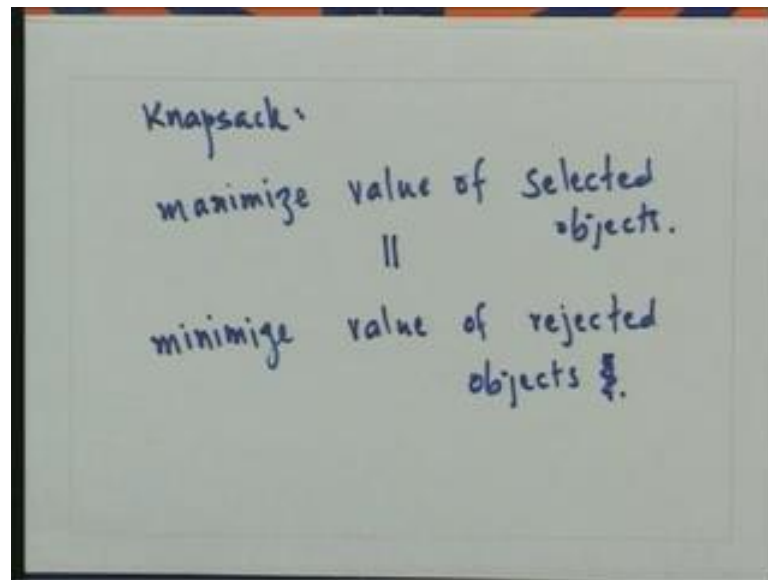 Knapsack:
maximize value of Selected
objects.
||
minimize value of rejected
objects.